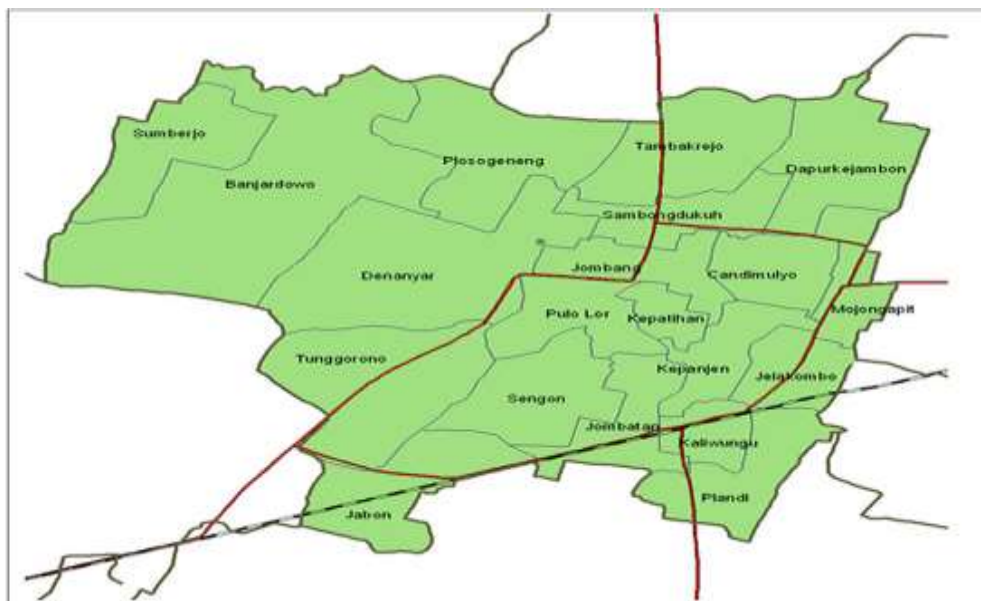 Sumberjo
Tambakrejo
Plosogeneng
Dapurkejambon
Banjardowo
Sambongdukuh
Denanyar
Jombang
Candimulyo
Mojongapit
Pulo Lor
Kepatihan
Tunggorono
Kepanjen
Jelakombo
Sengon
Jombatan
Kaliwungu
Plandi
Jabon